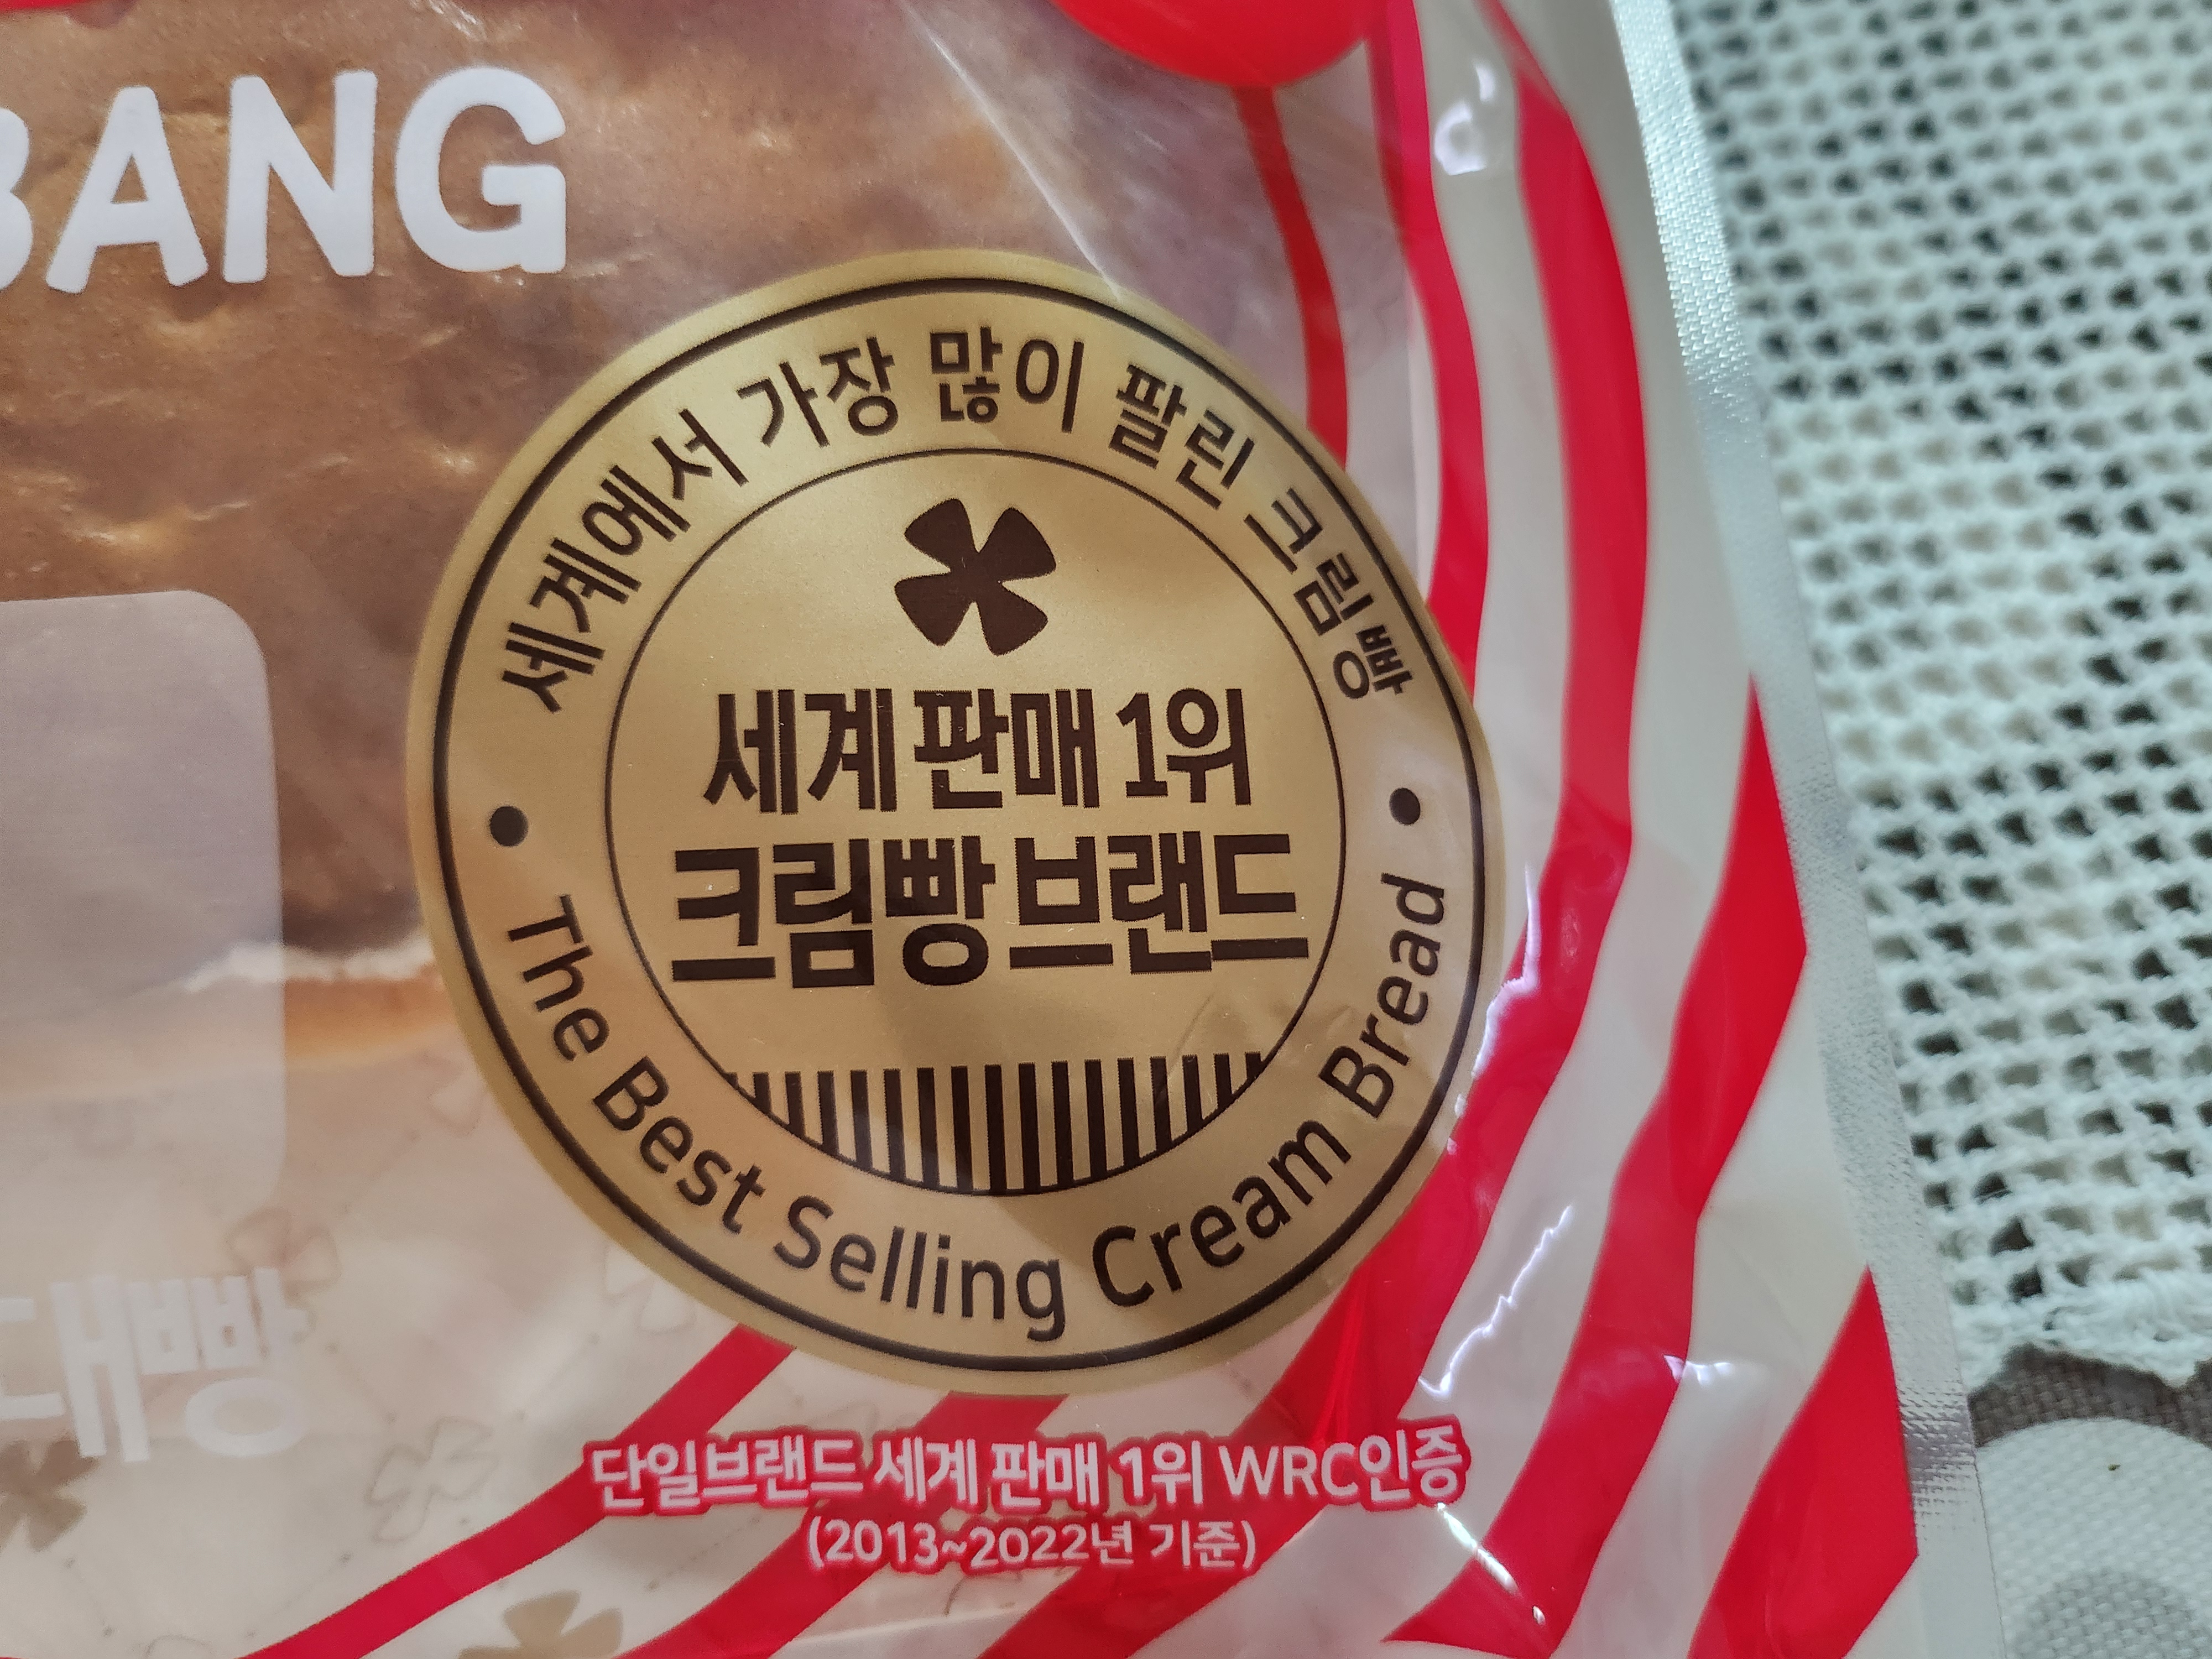 BANG
세계에서 가장 많이 팔린 크림빵
세계 판매 1위
크림빵 브랜드
The Best Selling Cream Bread
대빵
단일브랜드 세계 판매 1위 WRC인증
(2013~2022년 기준)